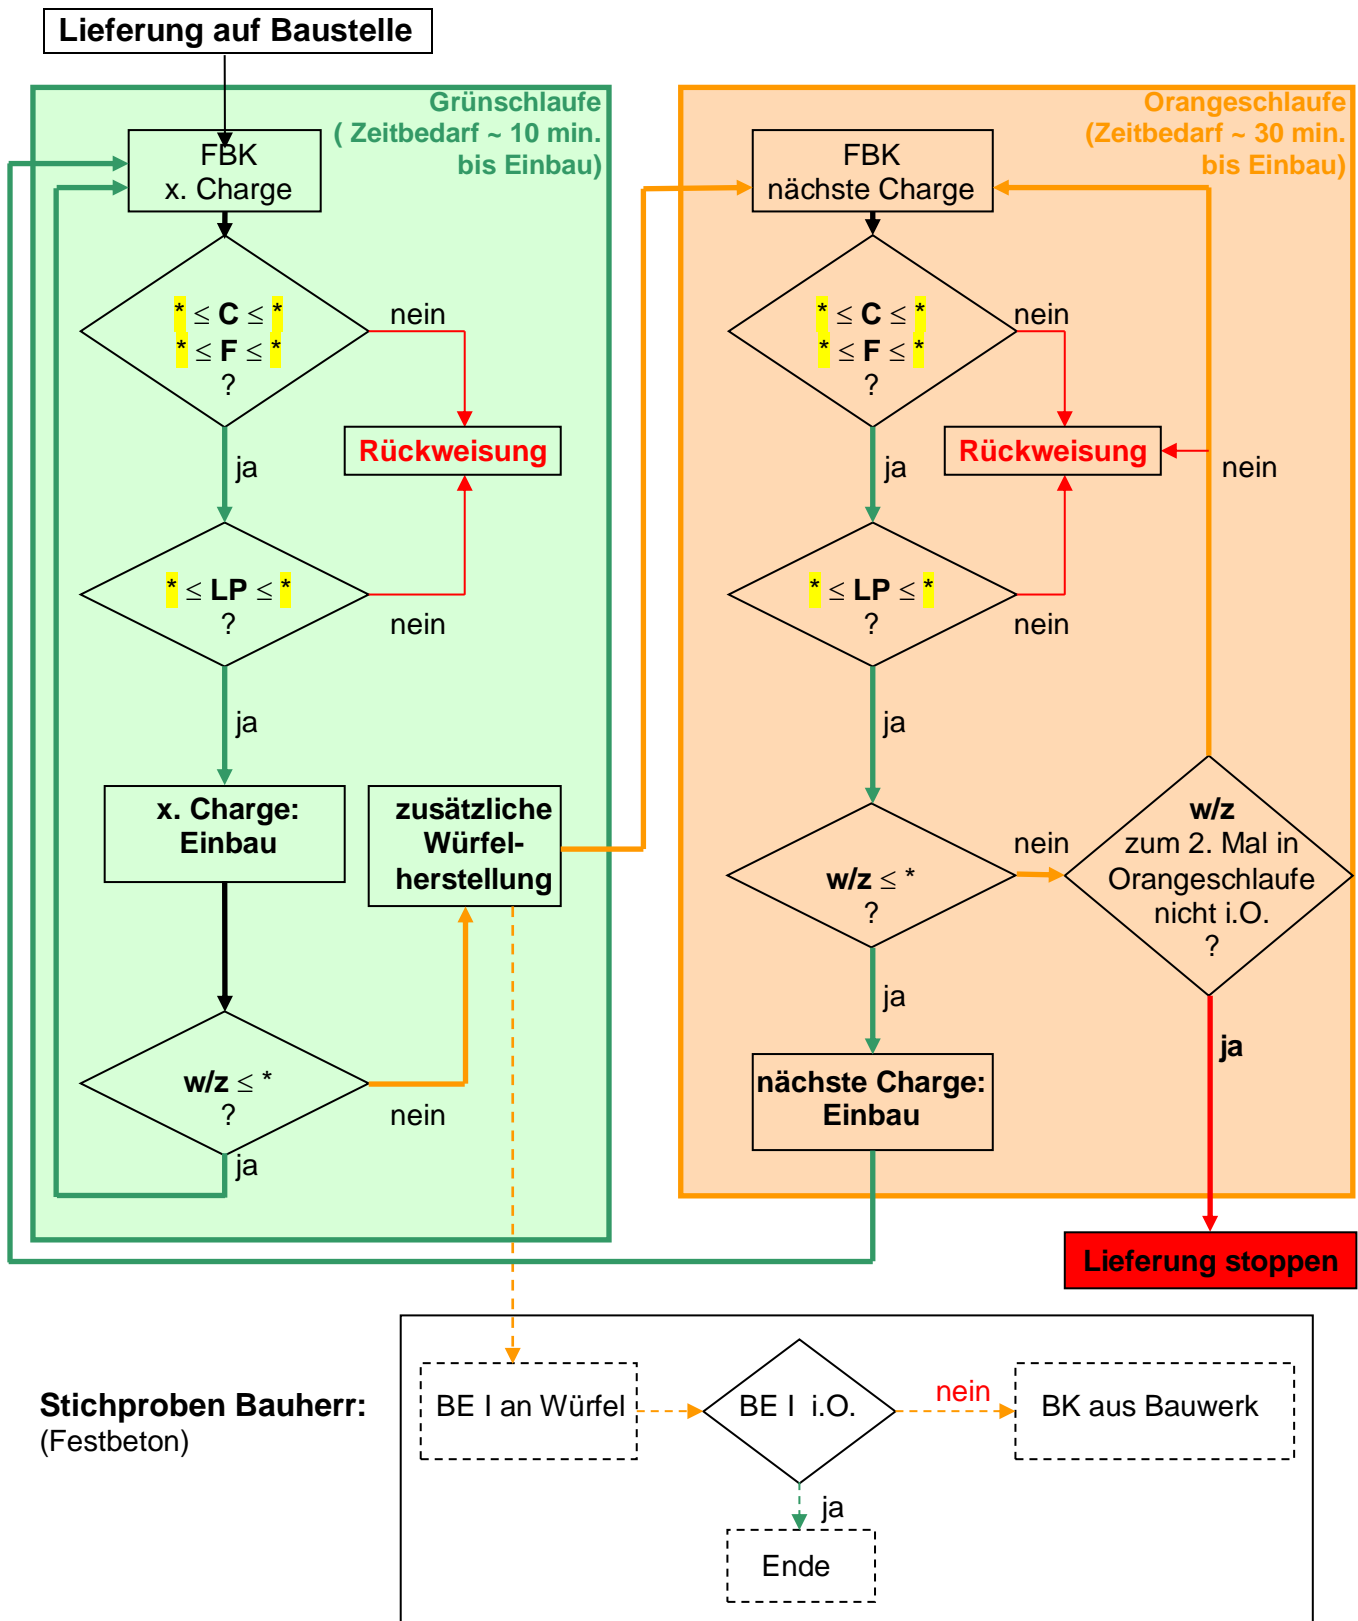 Lieferung auf Baustelle
Grünschlaufe
( Zeitbedarf ~ 10 min.
bis Einbau)
FBK
x. Charge
* ≤ C ≤ *
* ≤ F ≤ *
?
nein
Rückweisung
ja
* ≤ LP ≤ *
?
nein
ja
x. Charge:
Einbau
zusätzliche
Würfel-
herstellung
w/z ≤ *
?
nein
ja
Orangeschlaufe
(Zeitbedarf ~ 30 min.
bis Einbau)
FBK
nächste Charge
* ≤ C ≤ *
* ≤ F ≤ *
?
nein
Rückweisung
nein
ja
* ≤ LP ≤ *
?
nein
ja
w/z ≤ *
?
nein
w/z
zum 2. Mal in
Orangeschlaufe
nicht i.O.
?
ja
ja
nächste Charge:
Einbau
Lieferung stoppen
Stichproben Bauherr:
(Festbeton)
BE I an Würfel
BE I i.O.
nein
BK aus Bauwerk
ja
Ende